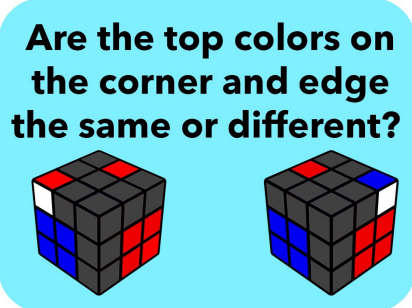 Are the top colors on
the corner and edge
the same or different?